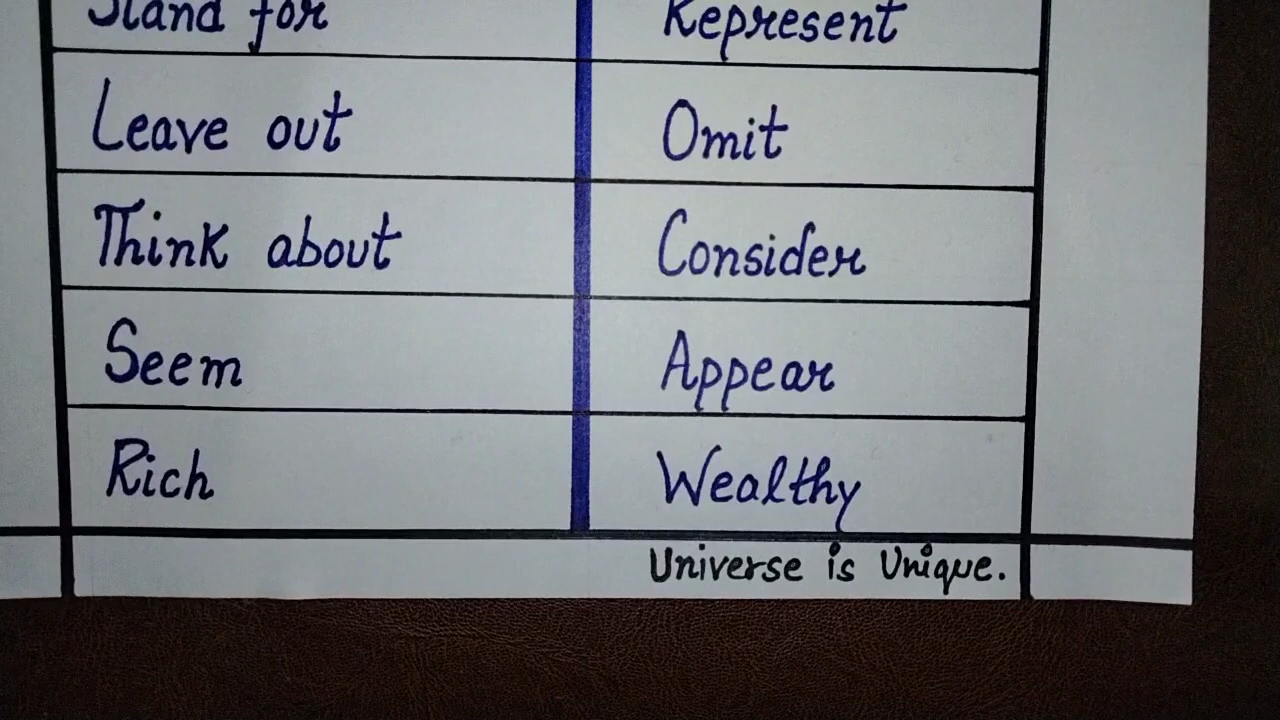 Stand for Represent
Leave out Omit
Think about Consider
Seem Appear
Rich Wealthy
Universe is Unique.